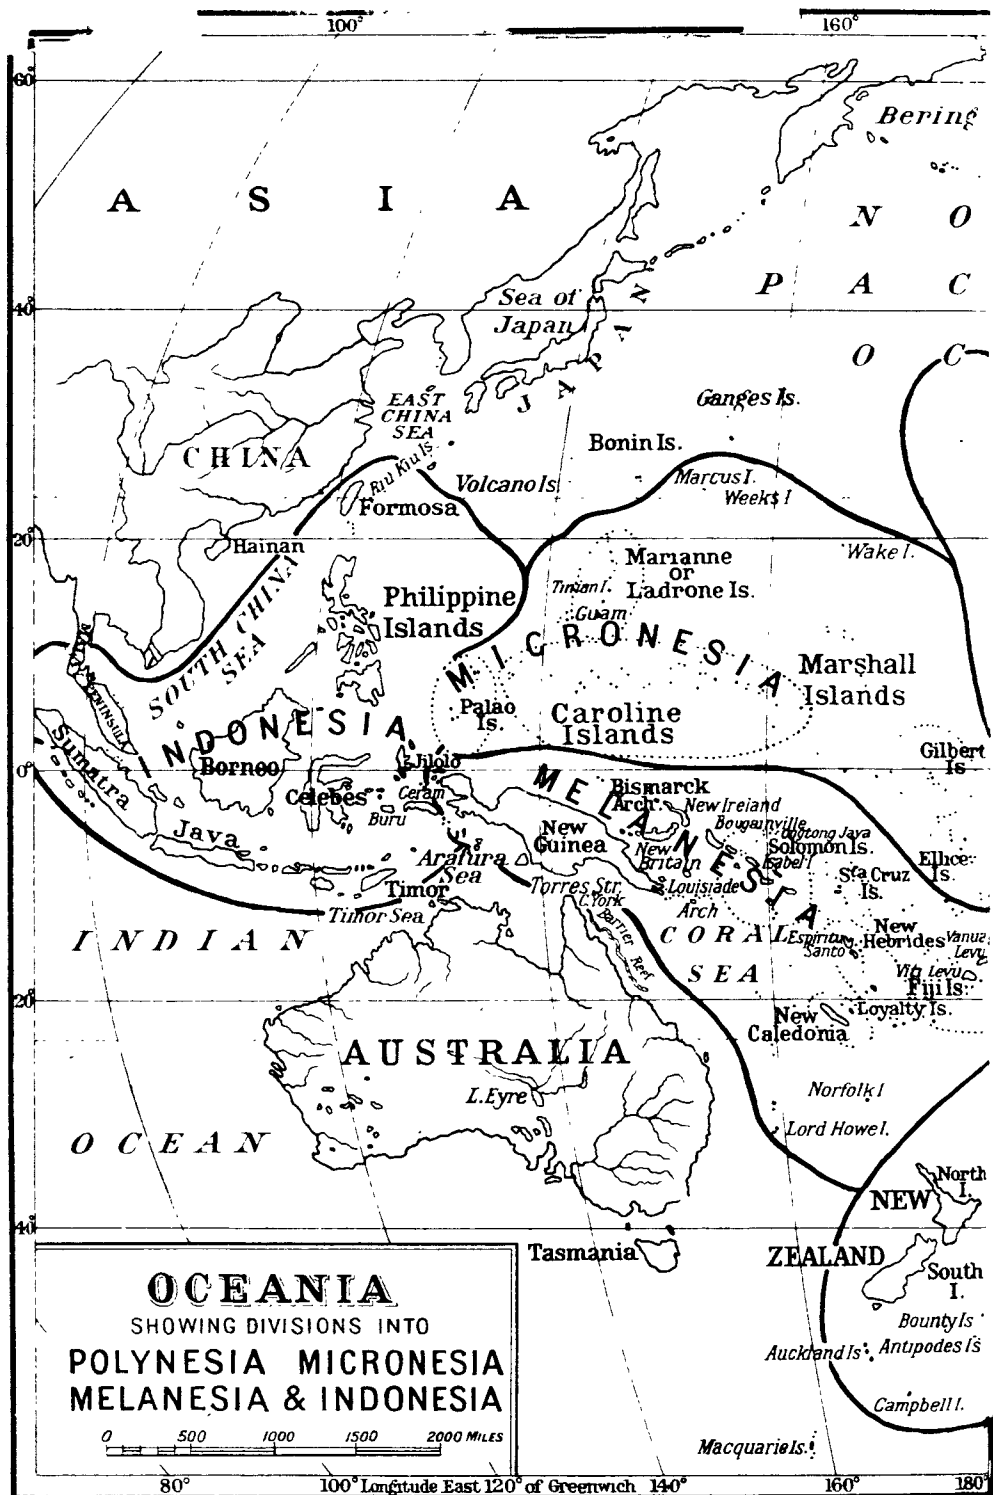 100° 160°
60°
Bering
A S I A
N O
P A C
O C
40°
Sea of
Japan
JAPAN
EAST
CHINA
SEA
Ganges Is.
Bonin Is.
CHINA
Riu Kiu Is
Volcano Is.
Marcus I.
Weeks I
Formosa
20°
Hainan
Wake I.
Marianne
or
Ladrone Is.
Tinian I.
Guam
Philippine
Islands
SOUTH CHINA
SEA
MICRONESIA
MALAY PENINSULA
Marshall
Islands
Palao
Is.
Caroline
Islands
INDONESIA
Sumatra
Gilbert
Is
0°
Borneo
Jilolo
Celebes
Ceram
Buru
MELANESIA
Bismarck
Arch.
New Ireland
Bougainville
Ongtong Java
Solomon Is.
Isabel I
New
Guinea
New
Britain
Java
Arafura
Sea
Ellice
Is.
Sta Cruz
Is.
Timor
Timor Sea
Torres Str.
C. York
Louisiade
Arch
Barrier Reef
INDIAN
CORAL
SEA
Espiritu
Santo
New
Hebrides
Vanua
Levu
Viti Levu
Fiji Is.
20°
Loyalty Is.
New
Caledonia
AUSTRALIA
L. Eyre
Norfolk I
OCEAN
Lord Howe I.
North
I.
NEW
ZEALAND
40°
Tasmania
South
I.
Bounty Is
Auckland Is
Antipodes Is
Campbell I.
Macquarie Is.
OCEANIA
SHOWING DIVISIONS INTO
POLYNESIA MICRONESIA
MELANESIA & INDONESIA
0 500 1000 1500 2000 MILES
80° 100° Longitude East 120° of Greenwich 140° 160° 180°